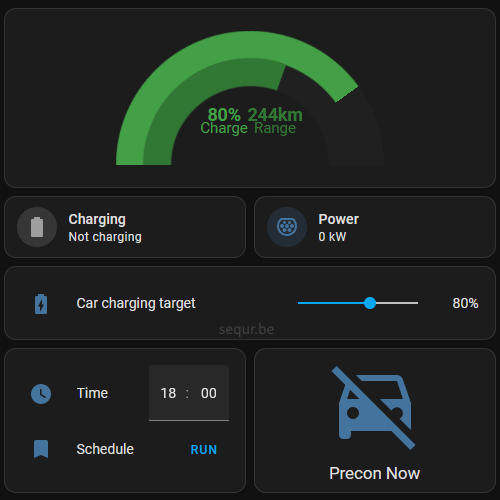 80% 244km
Charge Range
Charging
Not charging
Power
0 kW
Car charging target
80%
sequr.be
Time
18 : 00
Schedule
RUN
Precon Now